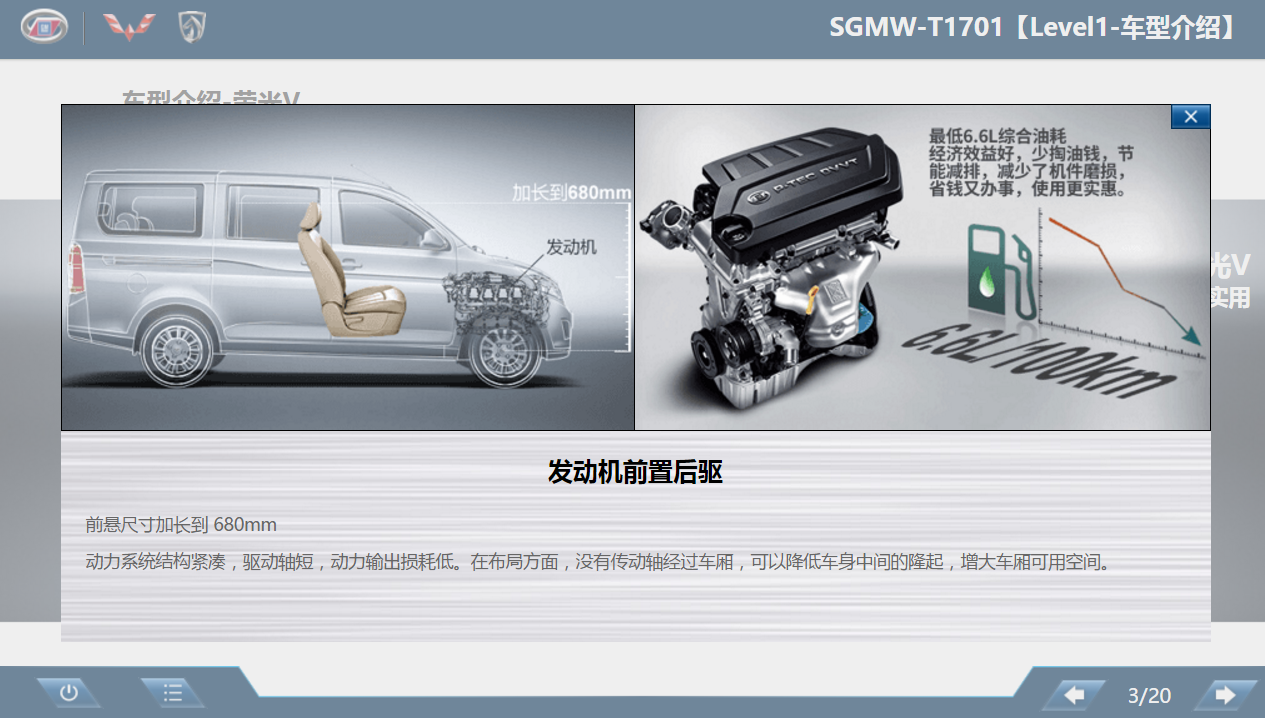 SGMW-T1701【Level1-车型介绍】
车型介绍-荣光V
加长到680mm
发动机
最低6.6L综合油耗
经济效益好，少掏油钱，节
能减排，减少了机件磨损，
省钱又办事，使用更实惠。
P-TEC DVVT
6.6L/100km
光V
实用
发动机前置后驱
前悬尺寸加长到 680mm
动力系统结构紧凑，驱动轴短，动力输出损耗低。在布局方面，没有传动轴经过车厢，可以降低车身中间的隆起，增大车厢可用空间。
3/20